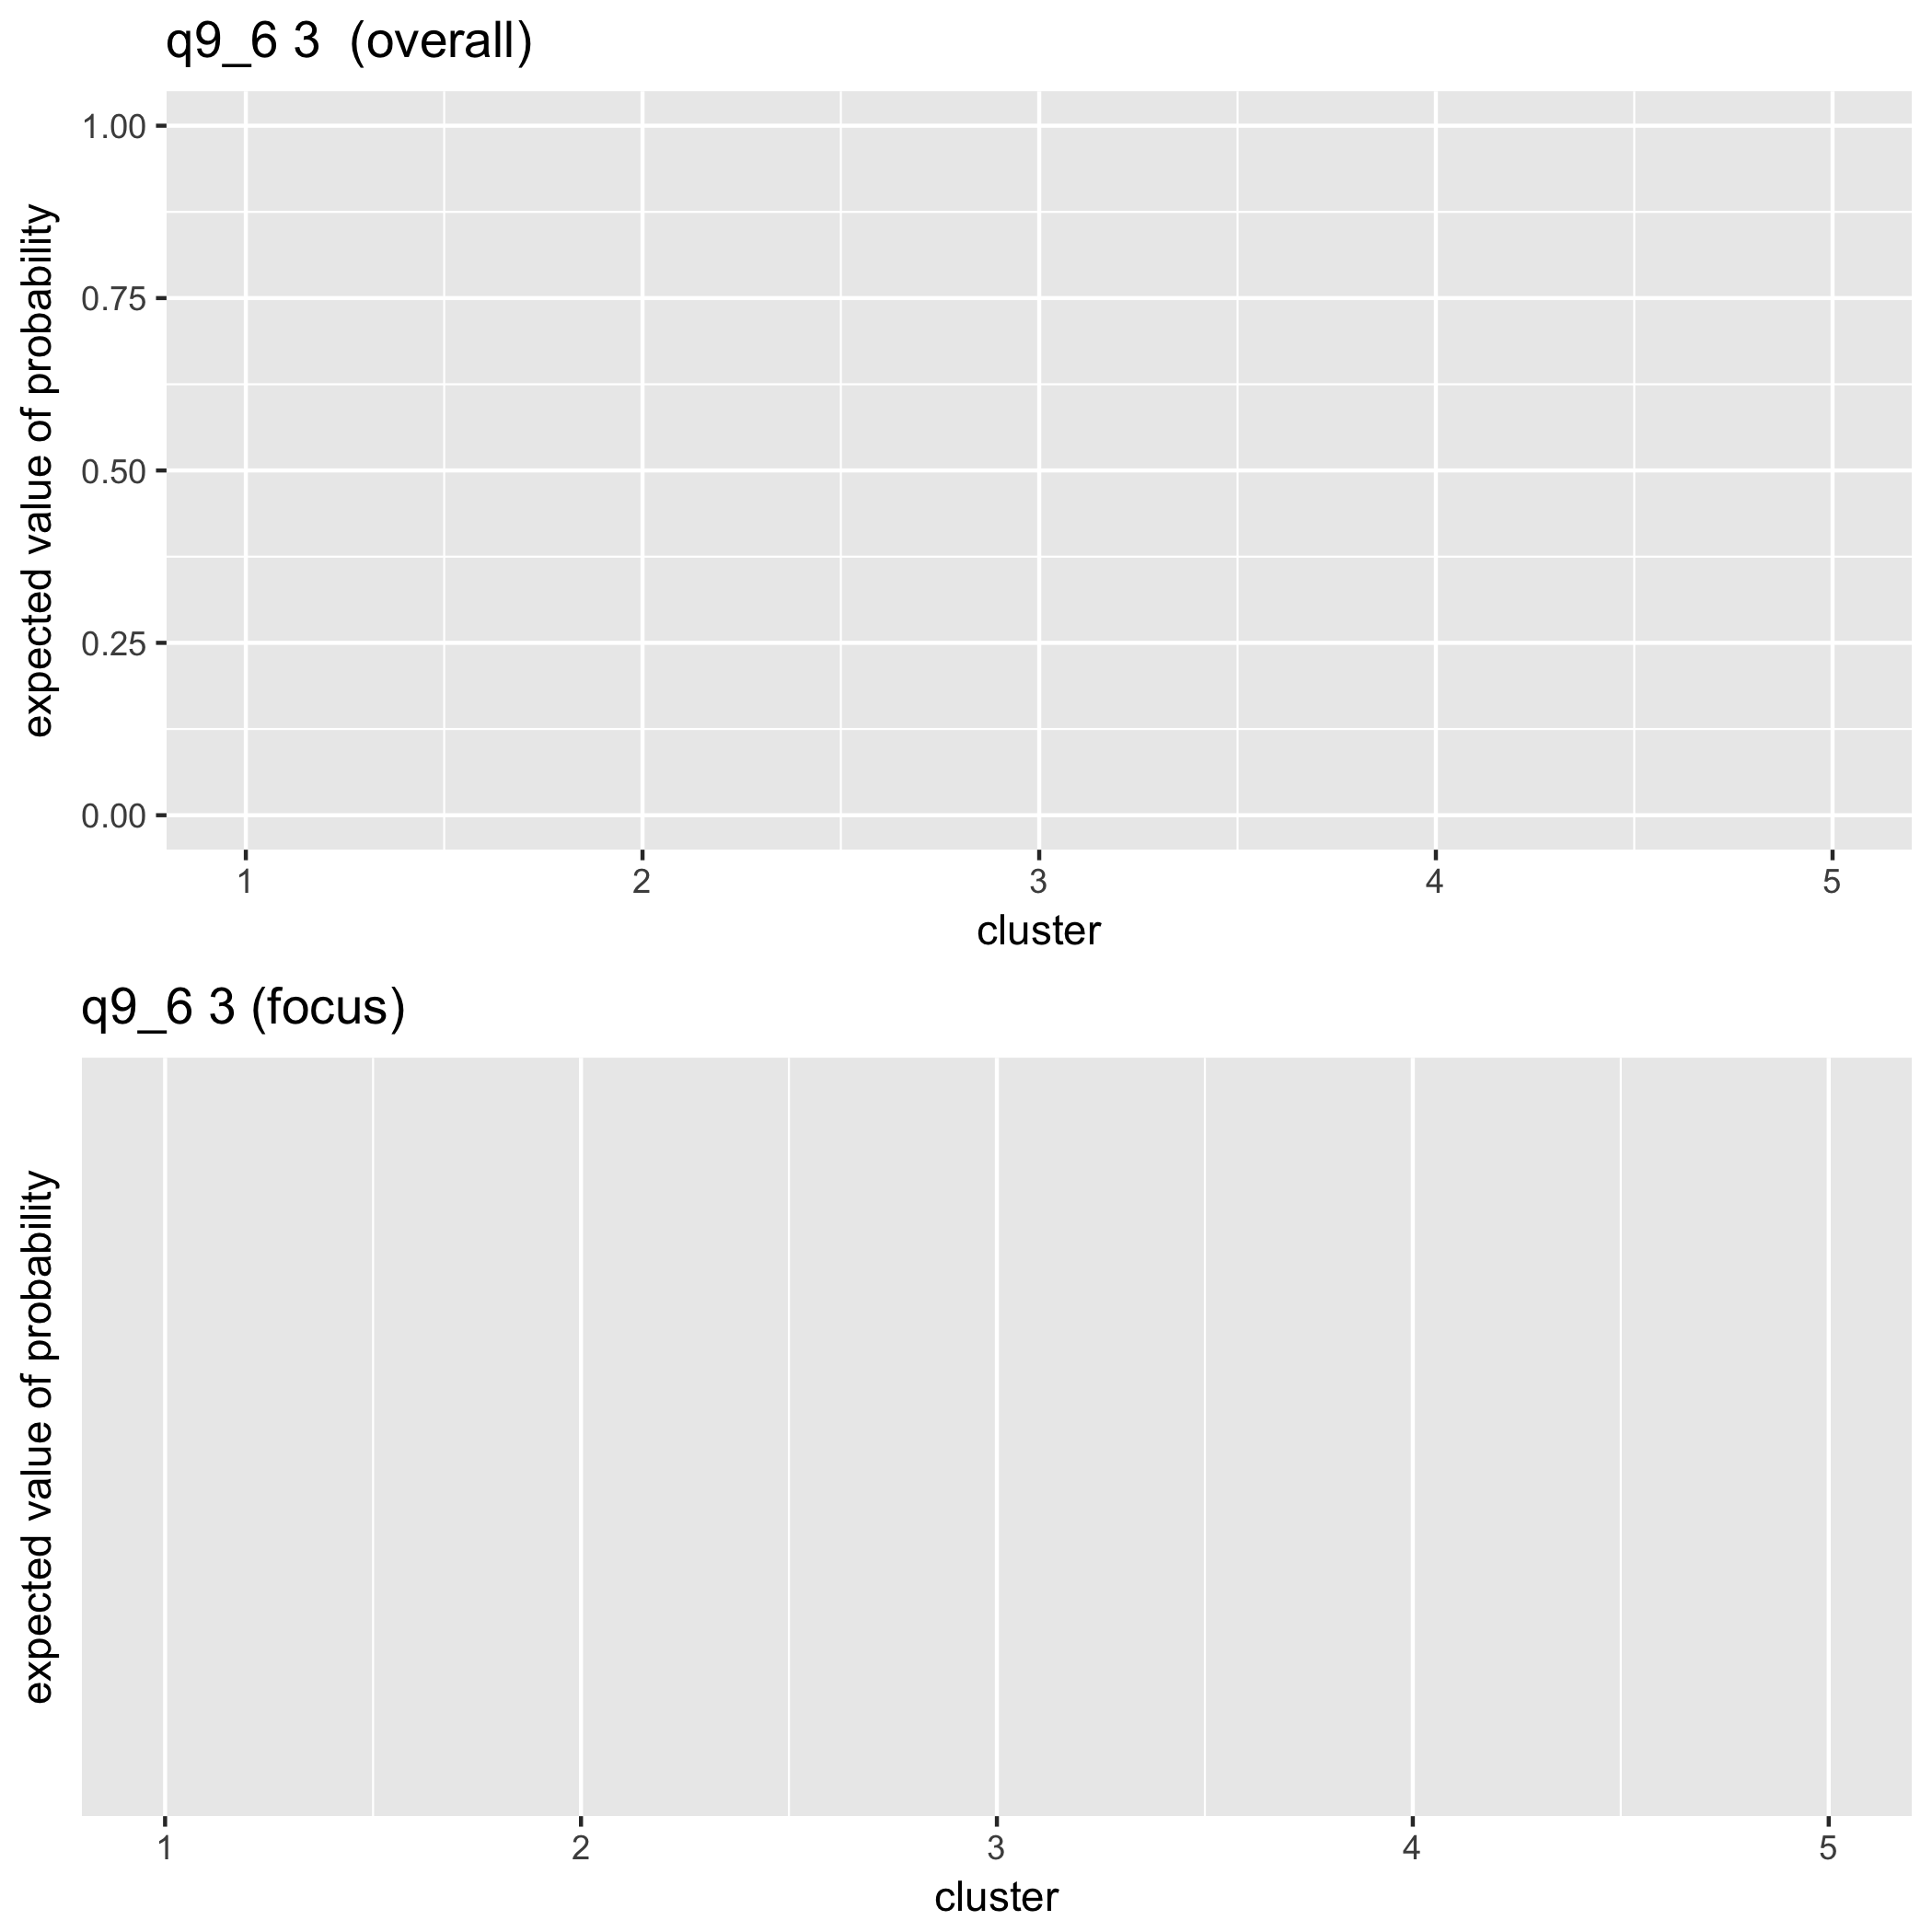 q9_6 3  (overall)
expected value of probability
1.00
0.75
0.50
0.25
0.00
1 2 3 4 5
cluster
q9_6 3 (focus)
expected value of probability
1 2 3 4 5
cluster